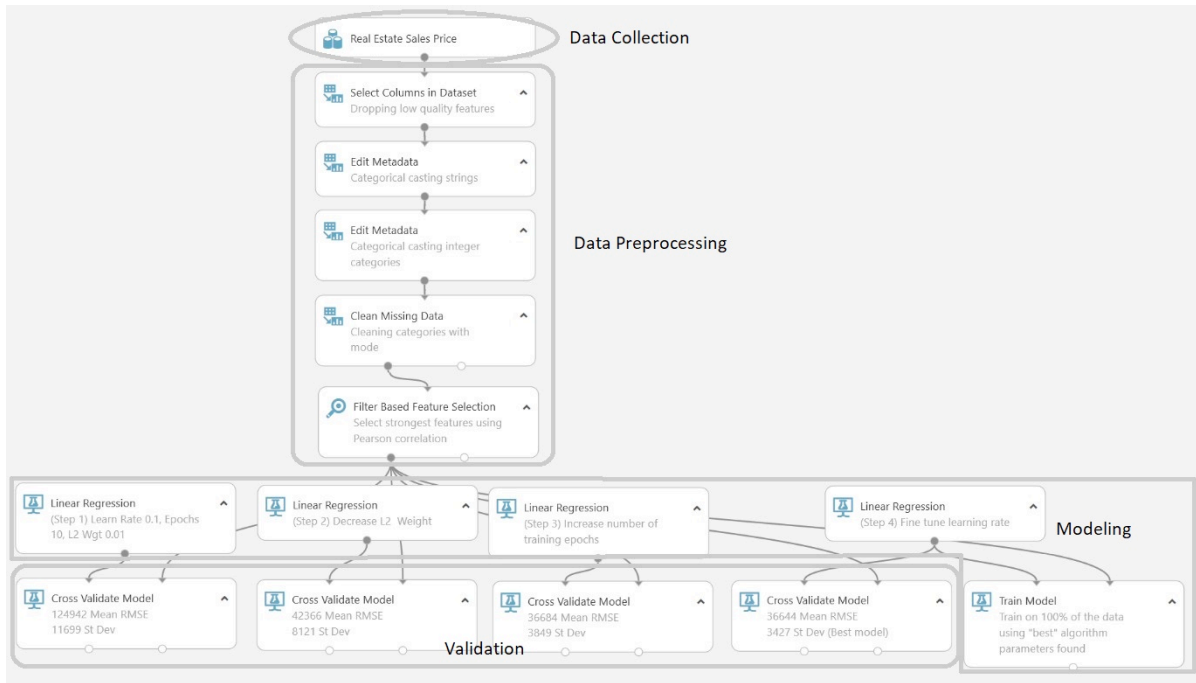 Real Estate Sales Price
Data Collection
Select Columns in Dataset
Dropping low quality features
Edit Metadata
Categorical casting strings
Edit Metadata
Categorical casting integer
categories
Data Preprocessing
Clean Missing Data
Cleaning categories with
mode
Filter Based Feature Selection
Select strongest features using
Pearson correlation
Linear Regression
(Step 1) Learn Rate 0.1, Epochs
10, L2 Wgt 0.01
Linear Regression
(Step 2) Decrease L2 Weight
Linear Regression
(Step 3) Increase number of
training epochs
Linear Regression
(Step 4) Fine tune learning rate
Modeling
Cross Validate Model
124942 Mean RMSE
11699 St Dev
Cross Validate Model
42366 Mean RMSE
8121 St Dev
Cross Validate Model
36684 Mean RMSE
3849 St Dev
Cross Validate Model
36644 Mean RMSE
3427 St Dev (Best model)
Train Model
Train on 100% of the data
using "best" algorithm
parameters found
Validation